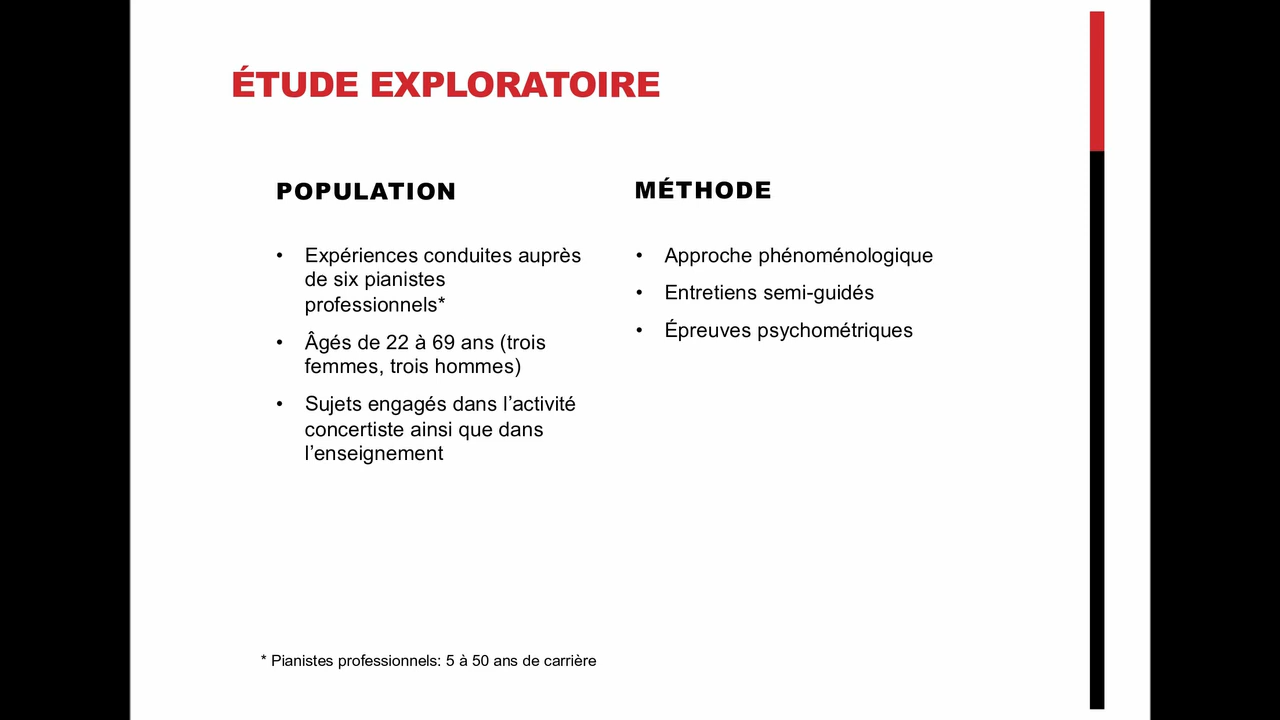 ÉTUDE EXPLORATOIRE
POPULATION
• Expériences conduites auprès
de six pianistes
professionnels*
• Âgés de 22 à 69 ans (trois
femmes, trois hommes)
• Sujets engagés dans l’activité
concertiste ainsi que dans
l’enseignement
MÉTHODE
• Approche phénoménologique
• Entretiens semi-guidés
• Épreuves psychométriques
* Pianistes professionnels: 5 à 50 ans de carrière